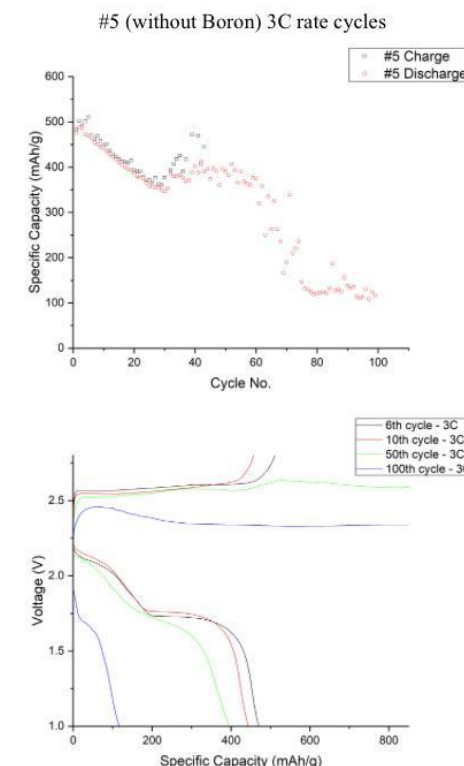 #5 (without Boron) 3C rate cycles
#5 Charge
#5 Discharge
600
500
400
300
200
100
0
Specific Capacity (mAh/g)
0 20 40 60 80 100
Cycle No.
6th cycle - 3C
10th cycle - 3C
50th cycle - 3C
100th cycle - 3C
2.5
2.0
1.5
1.0
Voltage (V)
0 200 400 600 800
Specific Capacity (mAh/g)